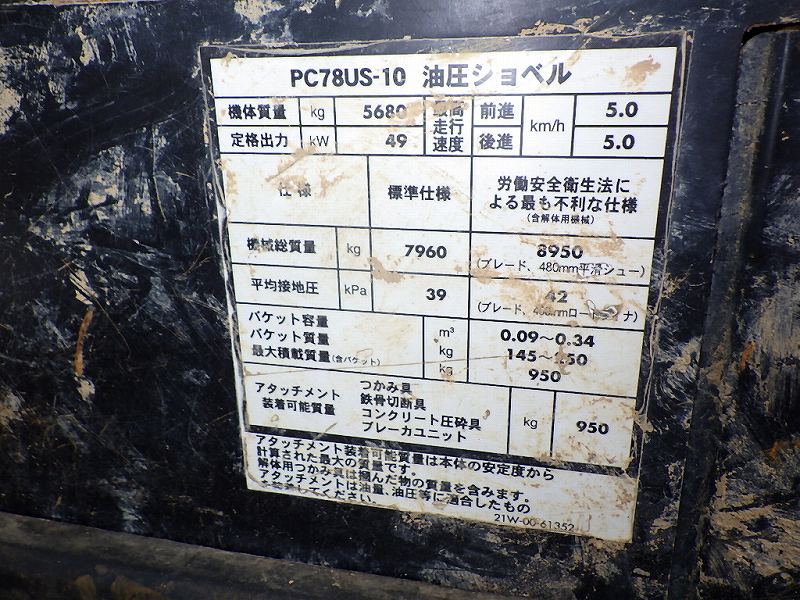 PC78US-10 油圧ショベル
機体質量 kg 5680 最高 前進 km/h 5.0
定格出力 kW 49 走行速度 後進 5.0
仕様 標準仕様 労働安全衛生法に
よる最も不利な仕様
(含解体用機械)
機械総質量 kg 7960 8950
(ブレード、480mm平滑シュー)
平均接地圧 kPa 39 42
(ブレード、
バケット容量 m³ 0.09～0.34
バケット質量 kg 145～
最大積載質量(含バケット) kg 950
アタッチメント
装着可能質量
つかみ具
鉄骨切断具
コンクリート圧砕具
ブレーカユニット
kg 950
アタッチメント装着可能質量は本体の安定度から
計算された最大の質量です。
解体用つかみ具は掴んだ物の質量を含みます。
アタッチメントは油量、油圧等に適合したもの
してください。
21W-00-61352